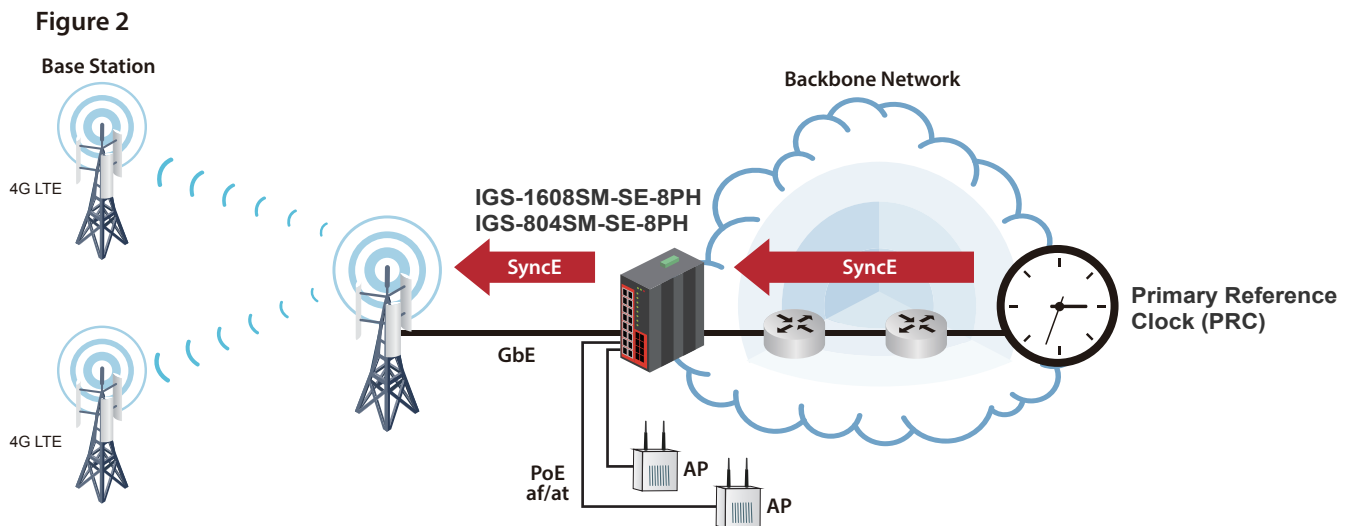 Figure 2
Base Station
Backbone Network
4G LTE
IGS-1608SM-SE-8PH
IGS-804SM-SE-8PH
SyncE
SyncE
Primary Reference
Clock (PRC)
GbE
4G LTE
PoE
af/at
AP
AP